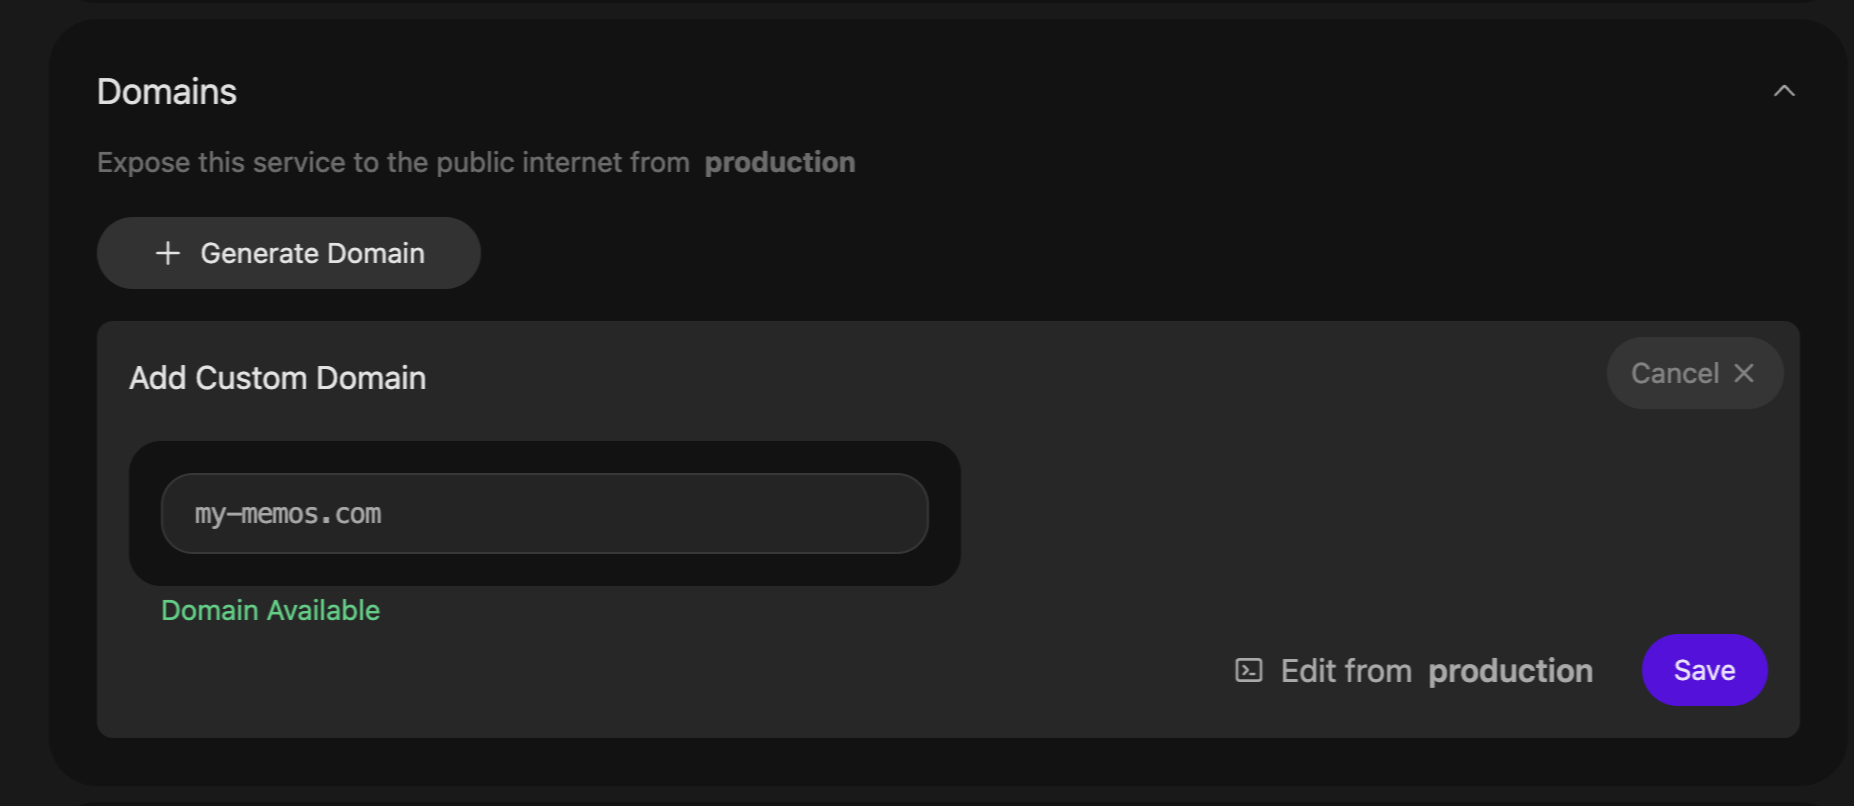 Domains
Expose this service to the public internet from production
Generate Domain
Add Custom Domain
Cancel
my-memos.com
Domain Available
Edit from production
Save